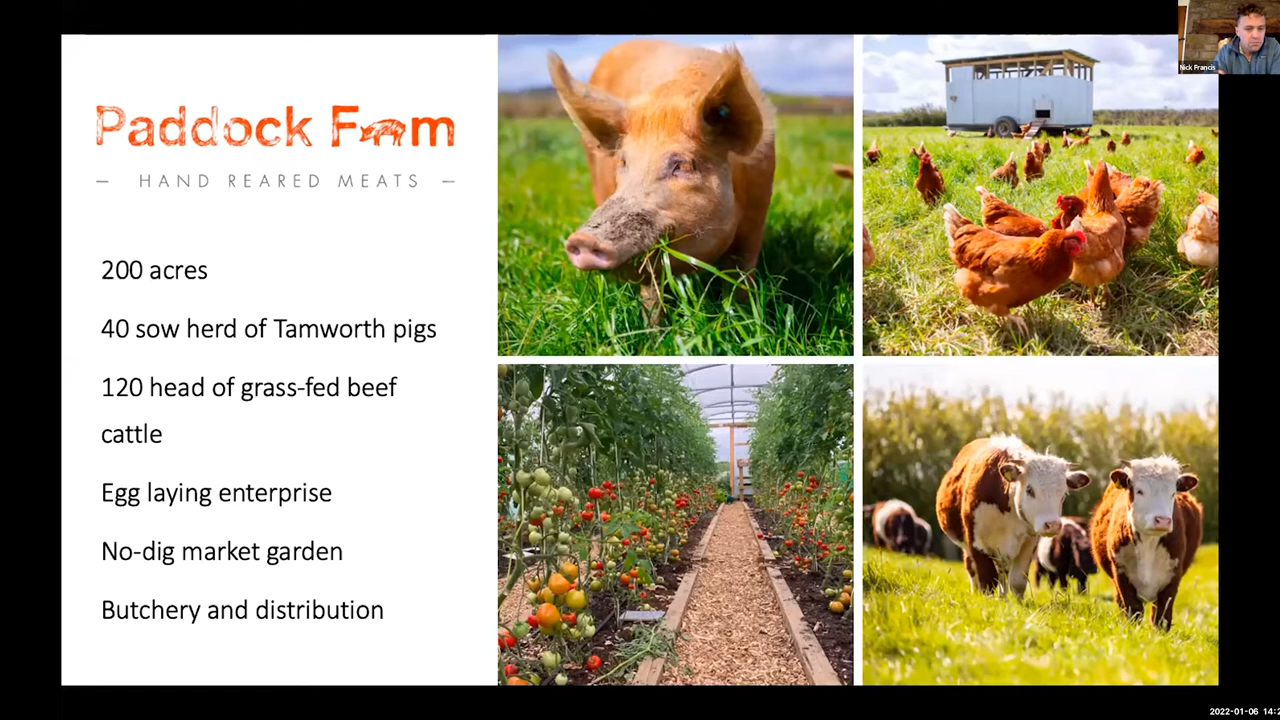 Nick Francis
Paddock Farm
— HAND REARED MEATS —
200 acres
40 sow herd of Tamworth pigs
120 head of grass-fed beef
cattle
Egg laying enterprise
No-dig market garden
Butchery and distribution
2022-01-06 14:2